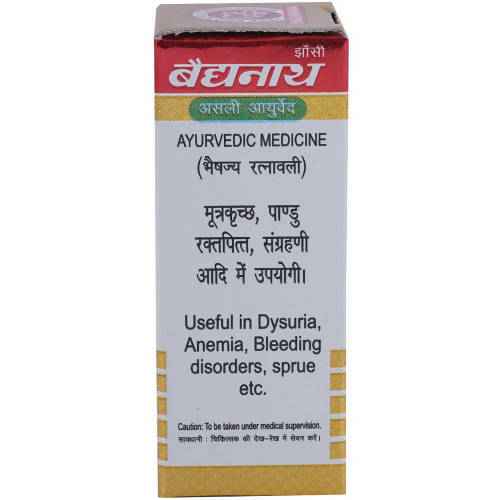 झाँसी
बैद्यनाथ
असली आयुर्वेद
AYURVEDIC MEDICINE
(भैषज्य रत्नावली)
मूत्रकृच्छ, पाण्डु
रक्तपित्त, संग्रहणी
आदि में उपयोगी।
Useful in Dysuria,
Anemia, Bleeding
disorders, sprue
etc.
Caution: To be taken under medical supervision.
सावधानी : चिकित्सक की देख-रेख में सेवन करें।